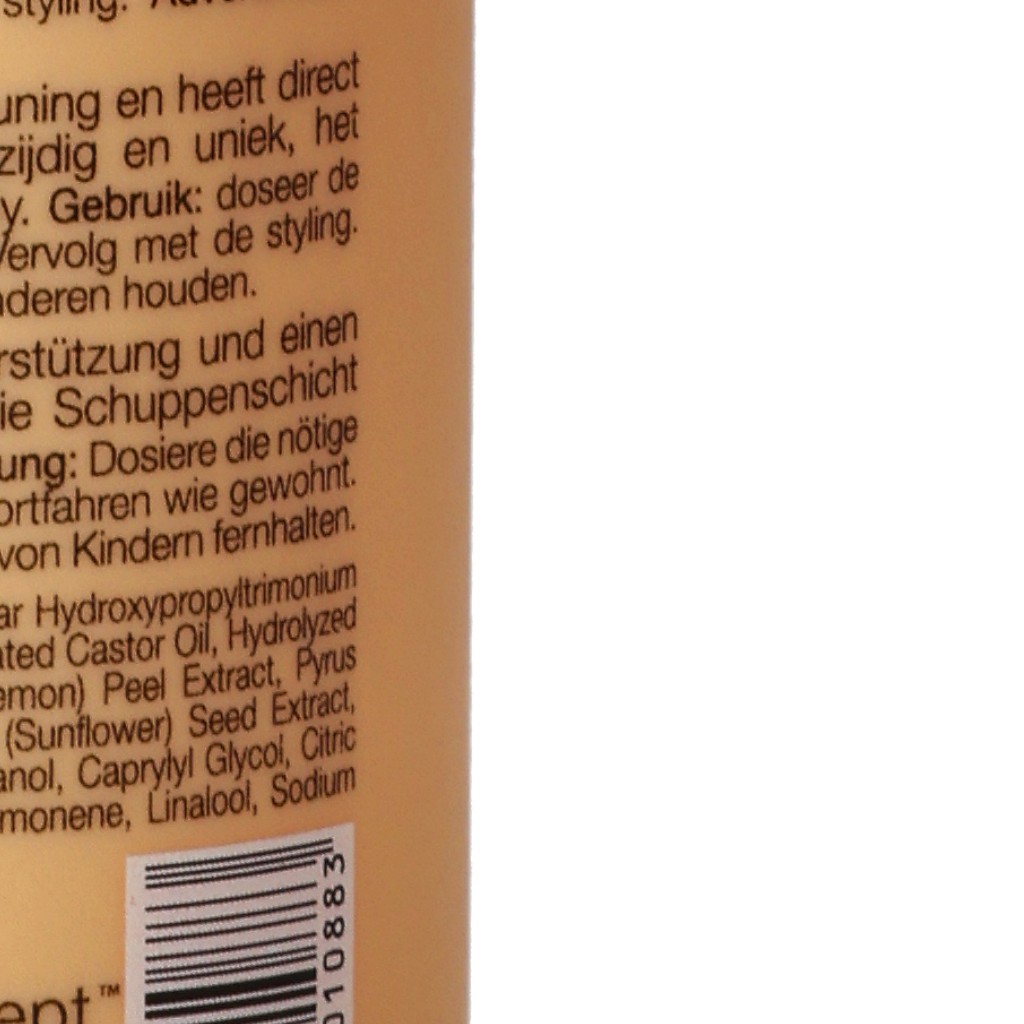 styling.
uning en heeft direct
zijdig en uniek, het
y. Gebruik: doseer de
Vervolg met de styling.
nderen houden.
rstützung und einen
ie Schuppenschicht
ung: Dosiere die nötige
ortfahren wie gewohnt.
von Kindern fernhalten.
ar Hydroxypropyltrimonium
ated Castor Oil, Hydrolyzed
emon) Peel Extract, Pyrus
(Sunflower) Seed Extract,
anol, Caprylyl Glycol, Citric
monene, Linalool, Sodium
010883
ept™